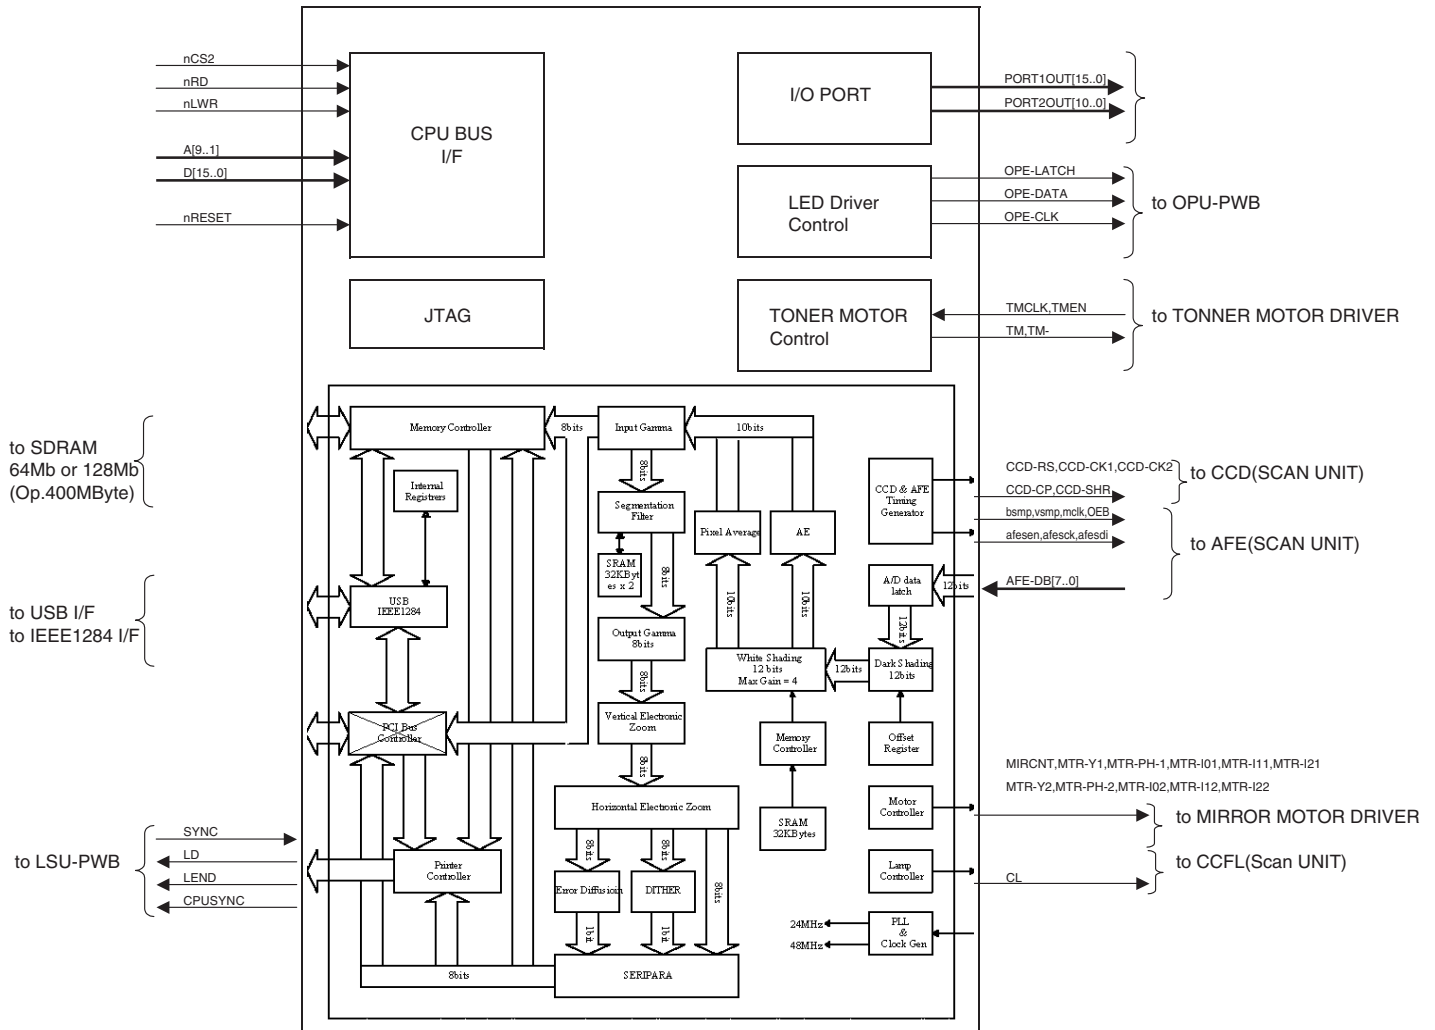 nCS2
nRD
nLWR
A[9..1]
D[15..0]
nRESET
CPU BUS
I/F
JTAG
I/O PORT
PORT1OUT[15..0]
PORT2OUT[10..0]
LED Driver
Control
OPE-LATCH
OPE-DATA
OPE-CLK
to OPU-PWB
TONER MOTOR
Control
TMCLK,TMEN
TM,TM-
to TONNER MOTOR DRIVER
to SDRAM
64Mb or 128Mb
(Op.400MByte)
Memory Controller
8bits
Input Gamma
10bits
Internal
Registrers
8bits
Segmentation
Filter
SRAM
32KByt
es x 2
8bits
Pixel Average
AE
10bits
10bits
CCD & AFE
Timing
Generator
CCD-RS,CCD-CK1,CCD-CK2
CCD-CP,CCD-SHR
to CCD(SCAN UNIT)
bsmp,vsmp,mclk,OEB
afesen,afesck,afesdi
to AFE(SCAN UNIT)
A/D data
latch
12bits
AFE-DB[7..0]
to USB I/F
to IEEE1284 I/F
USB
IEEE1284
Output Gamma
8bits
12bits
White Shading
12 bits
Max Gain = 4
12bits
Dark Shading
12bits
8bits
PCI Bus
Controller
Vertical Electronic
Zoom
Memory
Controller
Offset
Register
8bits
Horizontal Electronic Zoom
SRAM
32KBytes
Motor
Controller
MIRCNT,MTR-Y1,MTR-PH-1,MTR-I01,MTR-I11,MTR-I21
MTR-Y2,MTR-PH-2,MTR-I02,MTR-I12,MTR-I22
to MIRROR MOTOR DRIVER
to LSU-PWB
SYNC
LD
LEND
CPUSYNC
Printer
Controller
8bits
8bits
8bits
Error Diffusioin
DITHER
Lamp
Controller
CL
to CCFL(Scan UNIT)
24MHz
48MHz
PLL
&
Clock Gen
1bit
1bit
8bits
SERIPARA